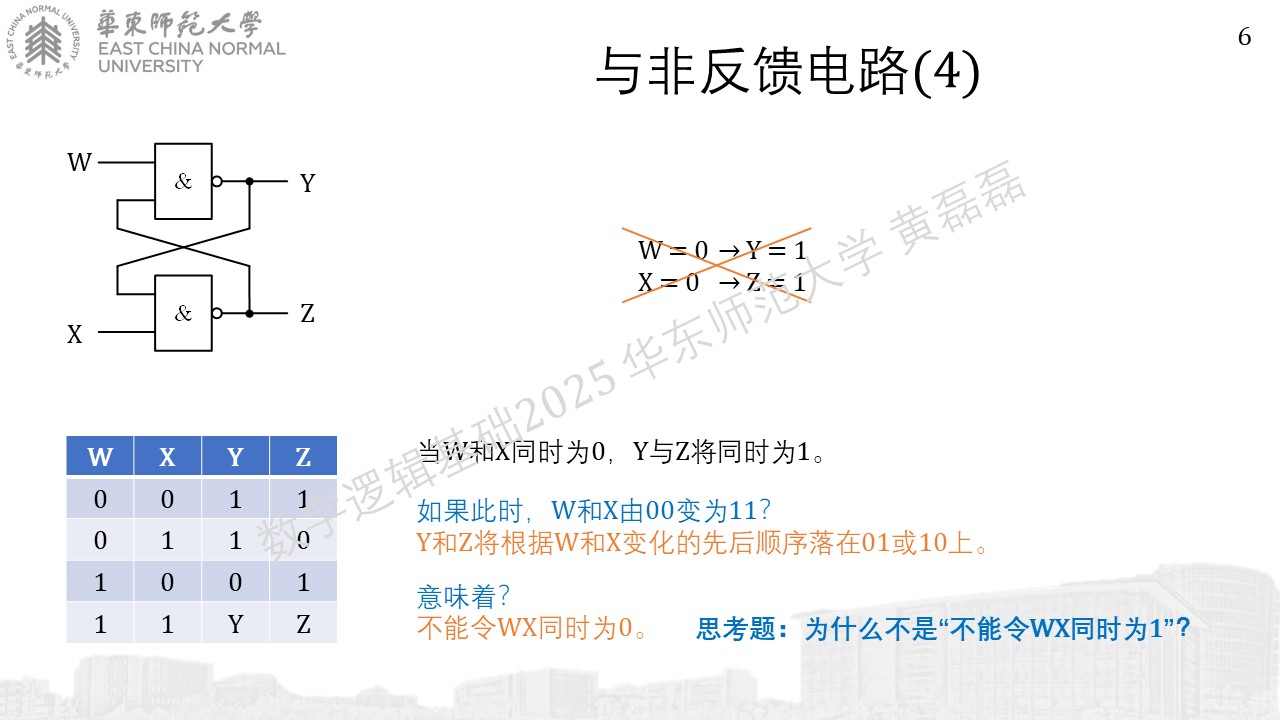 EAST CHINA NORMAL UNIVERSITY
華東師範大學
華東師範大學
EAST CHINA NORMAL
UNIVERSITY
6
与非反馈电路(4)
W
&
Y
&
Z
X
W = 0 → Y = 1
X = 0 → Z = 1
数字逻辑基础2025 华东师范大学 黄磊磊
W X Y Z
0 0 1 1
0 1 1 0
1 0 0 1
1 1 Y Z
当W和X同时为0，Y与Z将同时为1。
如果此时，W和X由00变为11？
Y和Z将根据W和X变化的先后顺序落在01或10上。
意味着？
不能令WX同时为0。
思考题：为什么不是“不能令WX同时为1”？